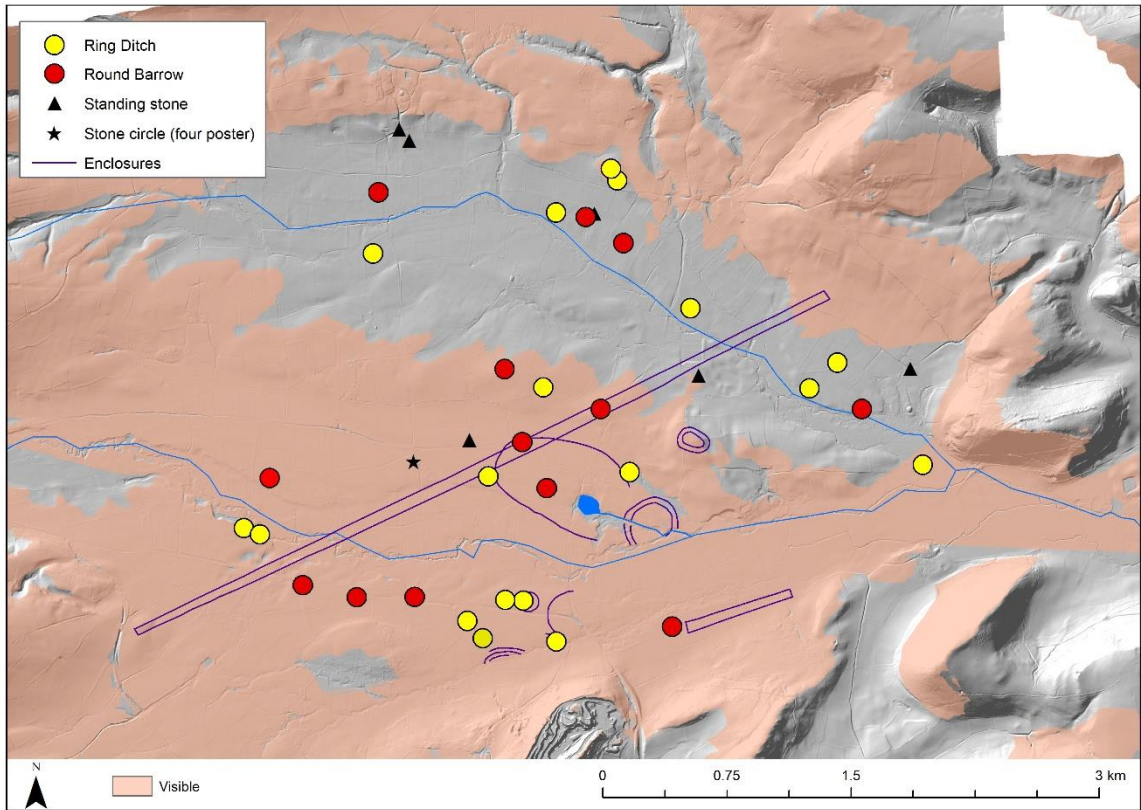 Ring Ditch
Round Barrow
Standing stone
Stone circle (four poster)
Enclosures
N
Visible
0 0.75 1.5 3 km